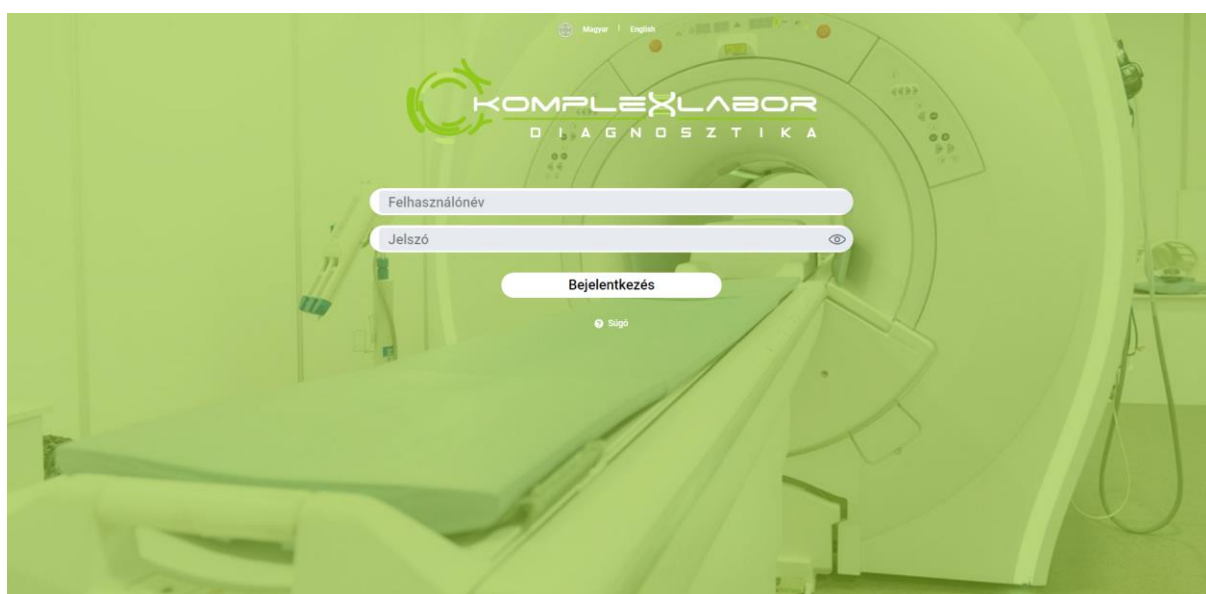 Magyar | English
KOMPLEXLABOR
DIAGNOSZTIKA
Felhasználónév
Jelszó
Bejelentkezés
Súgó